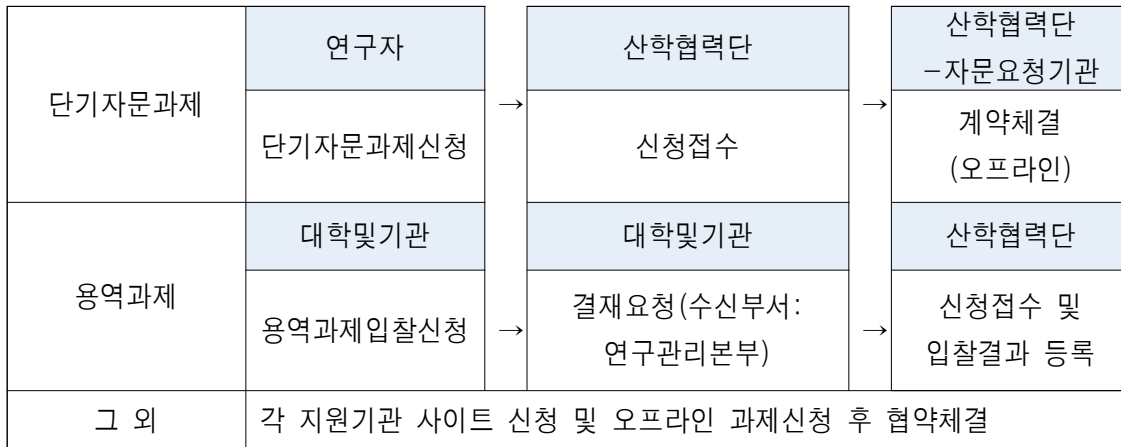 단기자문과제
연구자
단기자문과제신청
→
산학협력단
신청접수
→
산학협력단
-자문요청기관
계약체결
(오프라인)
용역과제
대학및기관
용역과제입찰신청
→
대학및기관
결재요청(수신부서:
연구관리본부)
→
산학협력단
신청접수 및
입찰결과 등록
그 외
각 지원기관 사이트 신청 및 오프라인 과제신청 후 협약체결